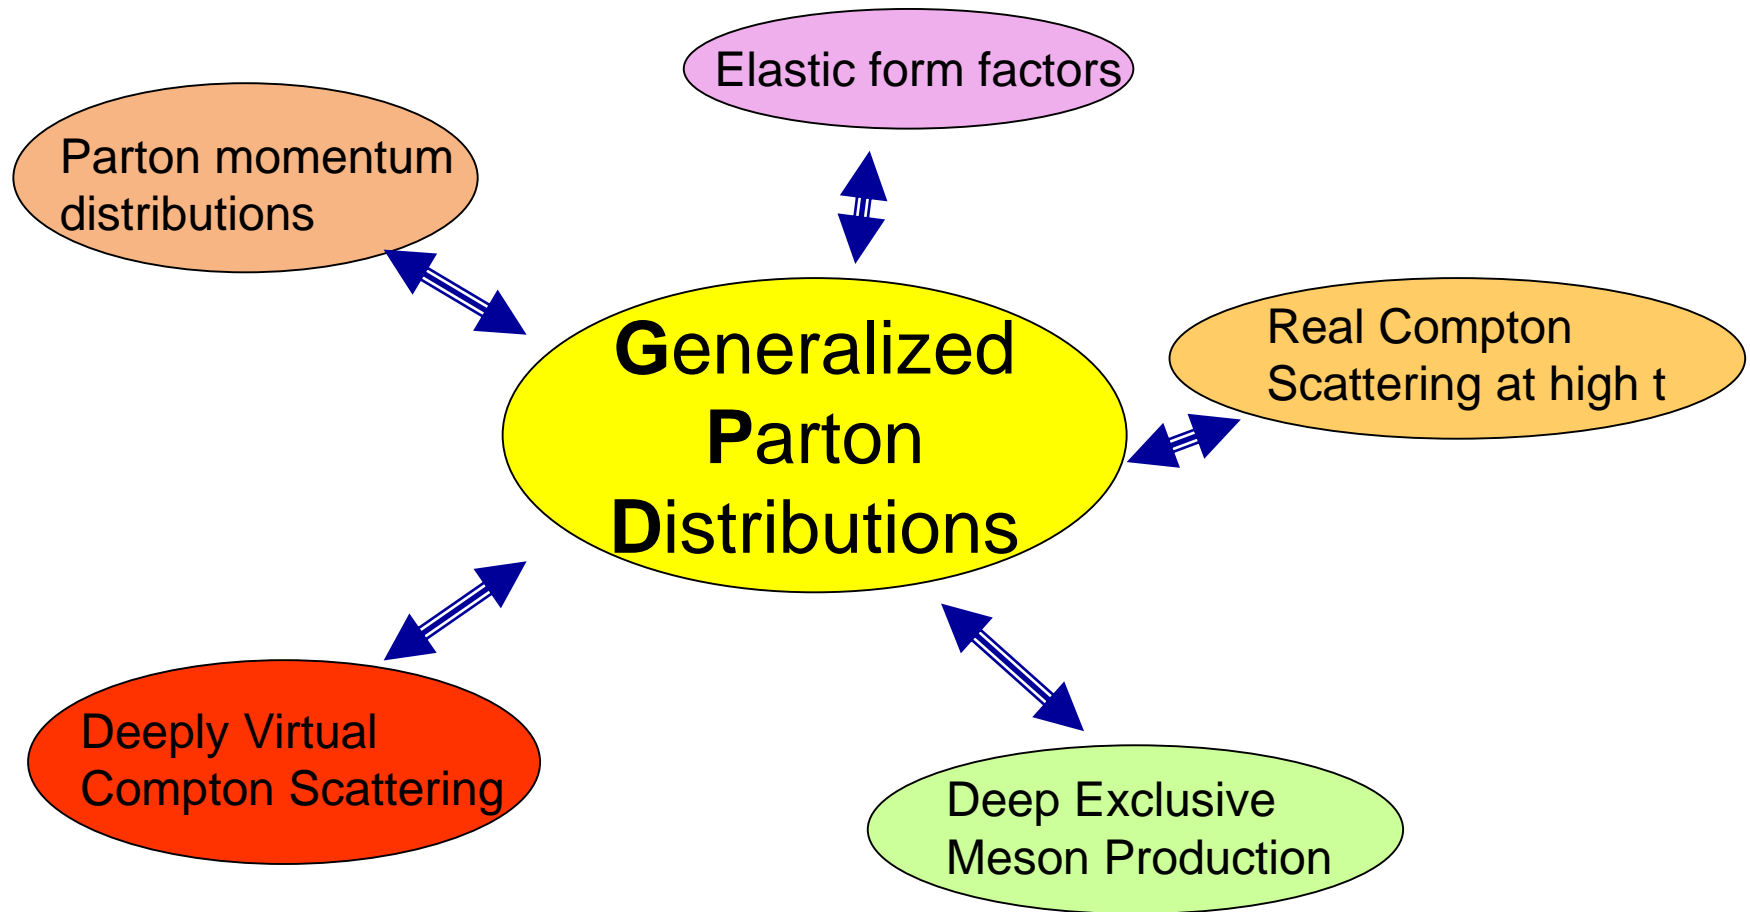 Elastic form factors
Parton momentum
distributions
Generalized
Parton
Distributions
Real Compton
Scattering at high t
Deeply Virtual
Compton Scattering
Deep Exclusive
Meson Production